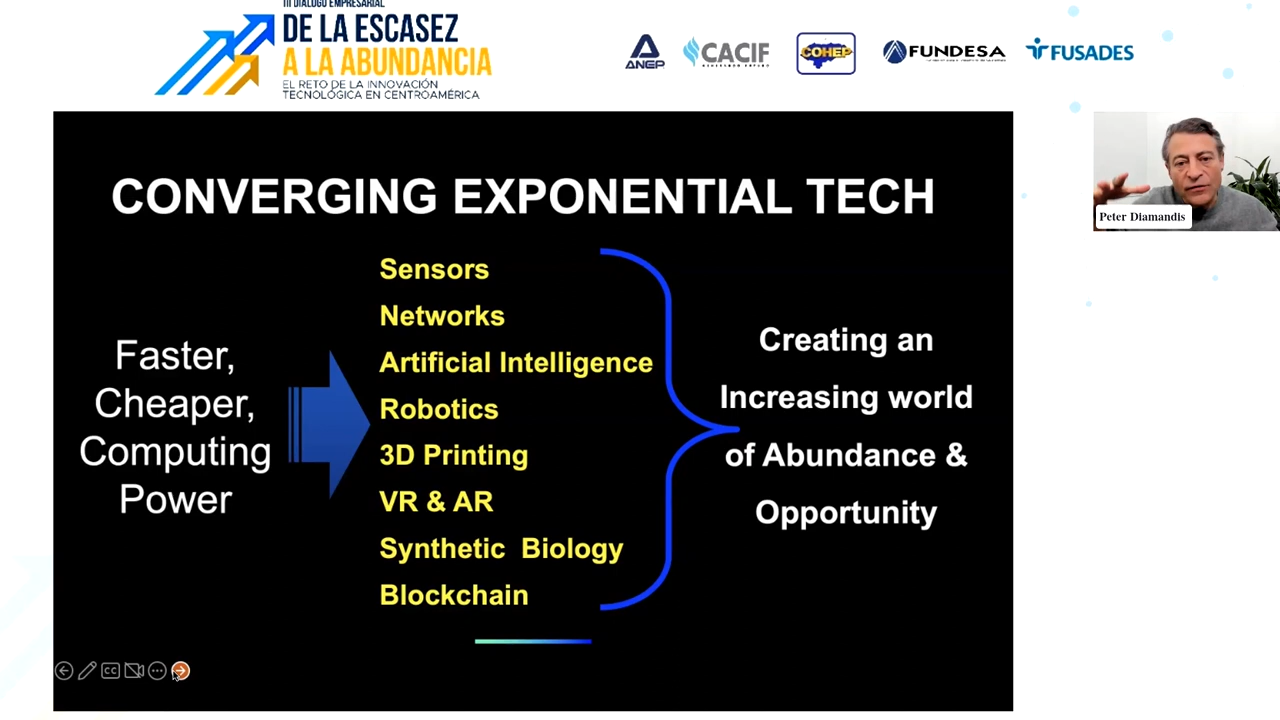 III DIÁLOGO EMPRESARIAL
DE LA ESCASEZ
A LA ABUNDANCIA
EL RETO DE LA INNOVACIÓN
TECNOLÓGICA EN CENTROAMÉRICA
ANEP
CACIF
COHEP
FUNDESA
FUSADES
CONVERGING EXPONENTIAL TECH
Faster,
Cheaper,
Computing
Power
Sensors
Networks
Artificial Intelligence
Robotics
3D Printing
VR & AR
Synthetic Biology
Blockchain
Creating an
Increasing world
of Abundance &
Opportunity
Peter Diamandis
CC